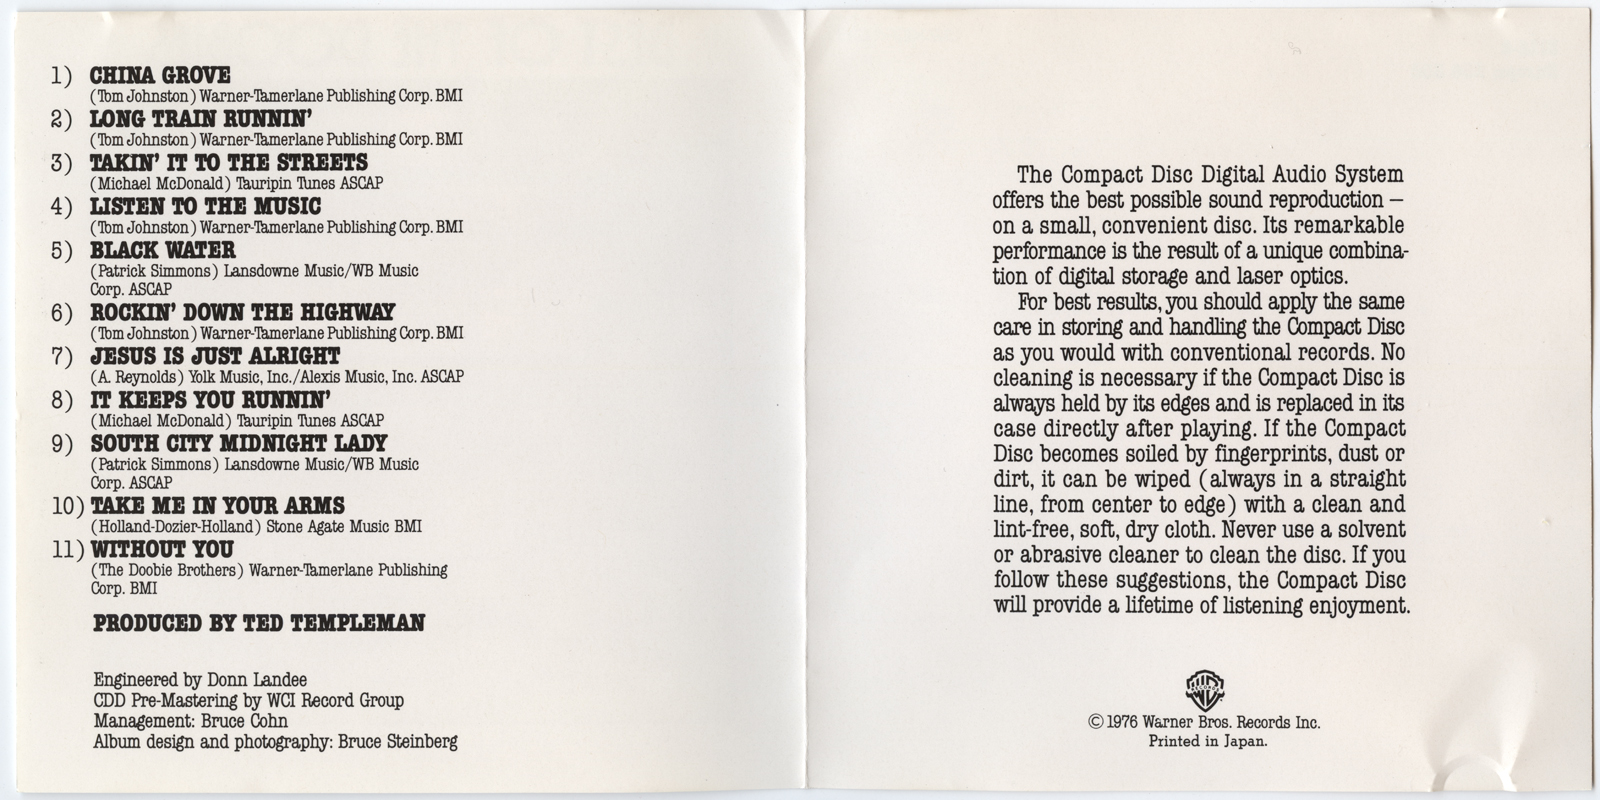 1) CHINA GROVE
(Tom Johnston) Warner-Tamerlane Publishing Corp. BMI
2) LONG TRAIN RUNNIN'
(Tom Johnston) Warner-Tamerlane Publishing Corp. BMI
3) TAKIN' IT TO THE STREETS
(Michael McDonald) Tauripin Tunes ASCAP
4) LISTEN TO THE MUSIC
(Tom Johnston) Warner-Tamerlane Publishing Corp. BMI
5) BLACK WATER
(Patrick Simmons) Lansdowne Music/WB Music
Corp. ASCAP
6) ROCKIN' DOWN THE HIGHWAY
(Tom Johnston) Warner-Tamerlane Publishing Corp. BMI
7) JESUS IS JUST ALRIGHT
(A. Reynolds) Yolk Music, Inc./Alexis Music, Inc. ASCAP
8) IT KEEPS YOU RUNNIN'
(Michael McDonald) Tauripin Tunes ASCAP
9) SOUTH CITY MIDNIGHT LADY
(Patrick Simmons) Lansdowne Music/WB Music
Corp. ASCAP
10) TAKE ME IN YOUR ARMS
(Holland-Dozier-Holland) Stone Agate Music BMI
11) WITHOUT YOU
(The Doobie Brothers) Warner-Tamerlane Publishing
Corp. BMI
PRODUCED BY TED TEMPLEMAN
Engineered by Donn Landee
CDD Pre-Mastering by WCI Record Group
Management: Bruce Cohn
Album design and photography: Bruce Steinberg
The Compact Disc Digital Audio System
offers the best possible sound reproduction –
on a small, convenient disc. Its remarkable
performance is the result of a unique combina-
tion of digital storage and laser optics.
For best results, you should apply the same
care in storing and handling the Compact Disc
as you would with conventional records. No
cleaning is necessary if the Compact Disc is
always held by its edges and is replaced in its
case directly after playing. If the Compact
Disc becomes soiled by fingerprints, dust or
dirt, it can be wiped (always in a straight
line, from center to edge) with a clean and
lint-free, soft, dry cloth. Never use a solvent
or abrasive cleaner to clean the disc. If you
follow these suggestions, the Compact Disc
will provide a lifetime of listening enjoyment.
RECORDS
© 1976 Warner Bros. Records Inc.
Printed in Japan.